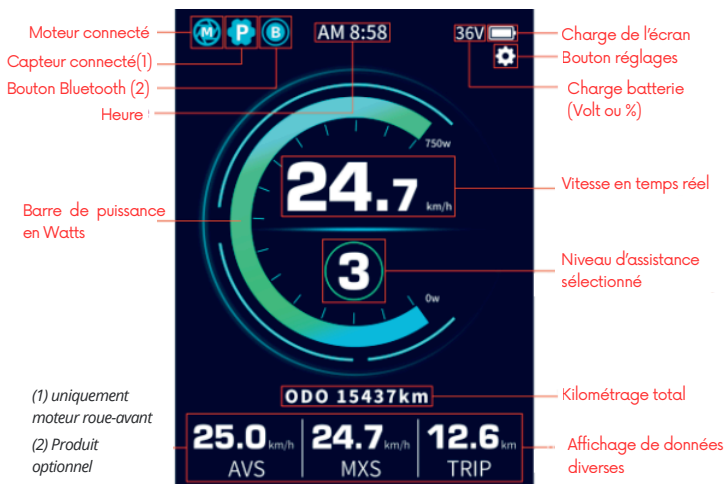 Moteur connecté
Capteur connecté(1)
Bouton Bluetooth (2)
Heure
Barre de puissance
en Watts
(1) uniquement
moteur roue-avant
(2) Produit
optionnel
M P B
AM 8:58
36V
750w
24.7 km/h
3
0w
ODO 15437km
25.0 km/h 24.7 km/h 12.6 km
AVS MXS TRIP
Charge de l'écran
Bouton réglages
Charge batterie
(Volt ou %)
Vitesse en temps réel
Niveau d'assistance
sélectionné
Kilométrage total
Affichage de données
diverses